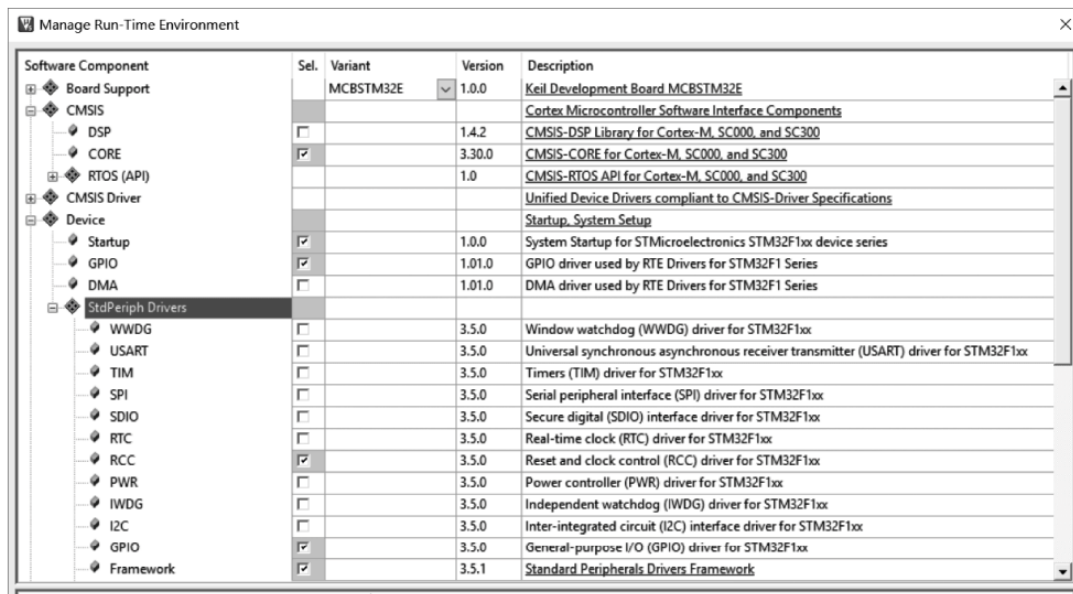 Manage Run-Time Environment
Software Component Sel. Variant Version Description
Board Support MCBSTM32E 1.0.0 Keil Development Board MCBSTM32E
CMSIS Cortex Microcontroller Software Interface Components
DSP 1.4.2 CMSIS-DSP Library for Cortex-M, SC000, and SC300
CORE 3.30.0 CMSIS-CORE for Cortex-M, SC000, and SC300
RTOS (API) 1.0 CMSIS-RTOS API for Cortex-M, SC000, and SC300
CMSIS Driver Unified Device Drivers compliant to CMSIS-Driver Specifications
Device Startup, System Setup
Startup 1.0.0 System Startup for STMicroelectronics STM32F1xx device series
GPIO 1.01.0 GPIO driver used by RTE Drivers for STM32F1 Series
DMA 1.01.0 DMA driver used by RTE Drivers for STM32F1 Series
StdPeriph Drivers
WWDG 3.5.0 Window watchdog (WWDG) driver for STM32F1xx
USART 3.5.0 Universal synchronous asynchronous receiver transmitter (USART) driver for STM32F1xx
TIM 3.5.0 Timers (TIM) driver for STM32F1xx
SPI 3.5.0 Serial peripheral interface (SPI) driver for STM32F1xx
SDIO 3.5.0 Secure digital (SDIO) interface driver for STM32F1xx
RTC 3.5.0 Real-time clock (RTC) driver for STM32F1xx
RCC 3.5.0 Reset and clock control (RCC) driver for STM32F1xx
PWR 3.5.0 Power controller (PWR) driver for STM32F1xx
IWDG 3.5.0 Independent watchdog (IWDG) driver for STM32F1xx
I2C 3.5.0 Inter-integrated circuit (I2C) interface driver for STM32F1xx
GPIO 3.5.0 General-purpose I/O (GPIO) driver for STM32F1xx
Framework 3.5.1 Standard Peripherals Drivers Framework